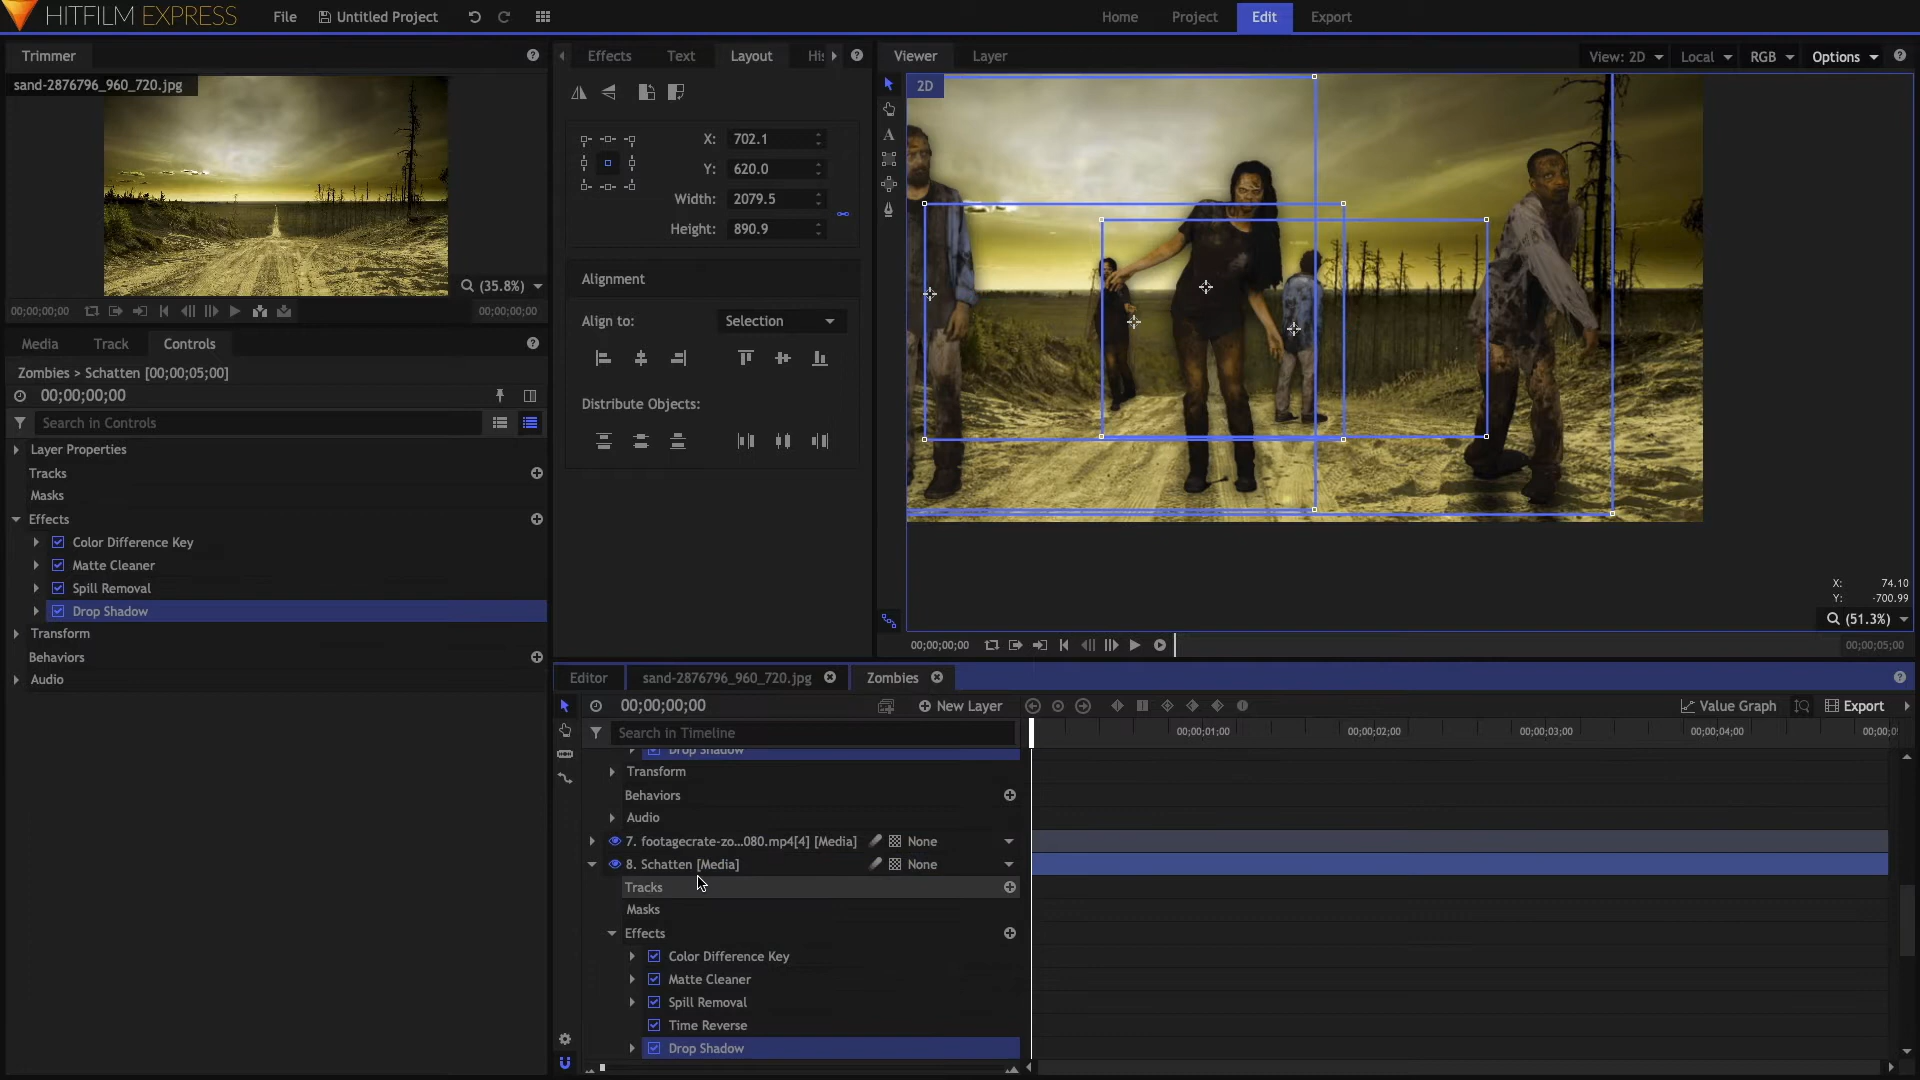 HITFILM EXPRESS
File
Untitled Project
Home
Project
Edit
Export
Trimmer
sand-2876796_960_720.jpg
(35.8%)
00;00;00;00
00;00;00;00
Media
Track
Controls
Zombies > Schatten [00;00;05;00]
00;00;00;00
Search in Controls
Layer Properties
Tracks
Masks
Effects
Color Difference Key
Matte Cleaner
Spill Removal
Drop Shadow
Transform
Behaviors
Audio
Effects
Text
Layout
His
X: 702.1
Y: 620.0
Width: 2079.5
Height: 890.9
Alignment
Align to: Selection
Distribute Objects:
Viewer
Layer
View: 2D
Local
RGB
Options
2D
X: 74.10
Y: -700.99
(51.3%)
00;00;00;00
00;00;05;00
Editor
sand-2876796_960_720.jpg
Zombies
00;00;00;00
New Layer
Value Graph
Export
Search in Timeline
00;00;01;00
00;00;02;00
00;00;03;00
00;00;04;00
00;00;0
Drop Shadow
Transform
Behaviors
Audio
7. footagecrate-zo...080.mp4[4] [Media]
None
8. Schatten [Media]
None
Tracks
Masks
Effects
Color Difference Key
Matte Cleaner
Spill Removal
Time Reverse
Drop Shadow